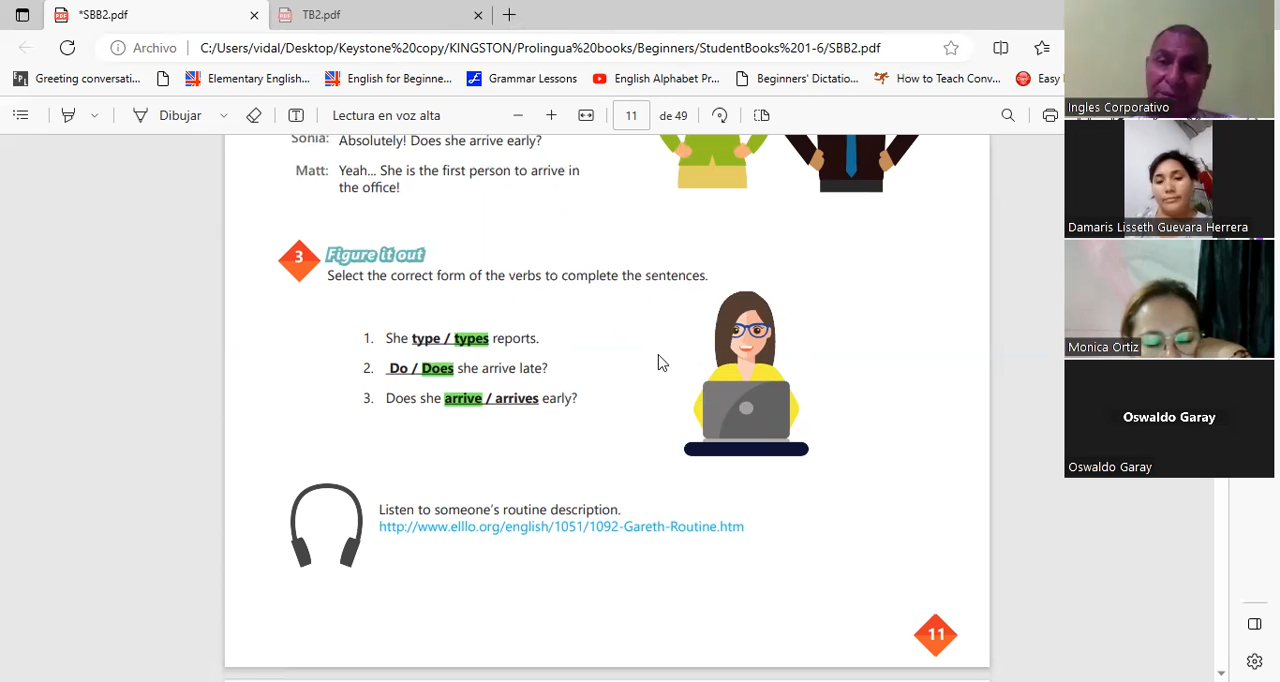 *SBB2.pdf
TB2.pdf
Archivo
C:/Users/vidal/Desktop/Keystone%20copy/KINGSTON/Prolingua%20books/Beginners/StudentBooks%201-6/SBB2.pdf
Greeting conversati...
Elementary English...
English for Beginne...
Grammar Lessons
English Alphabet Pr...
Beginners' Dictatio...
How to Teach Conv...
Easy
Dibujar
Lectura en voz alta
11
de 49
Sonia: Absolutely! Does she arrive early?
Matt: Yeah... She is the first person to arrive in
the office!
3
Figure it out
Select the correct form of the verbs to complete the sentences.
1. She type / types reports.
2. Do / Does she arrive late?
3. Does she arrive / arrives early?
Listen to someone's routine description.
http://www.elllo.org/english/1051/1092-Gareth-Routine.htm
11
Ingles Corporativo
Damaris Lisseth Guevara Herrera
Monica Ortiz
Oswaldo Garay
Oswaldo Garay